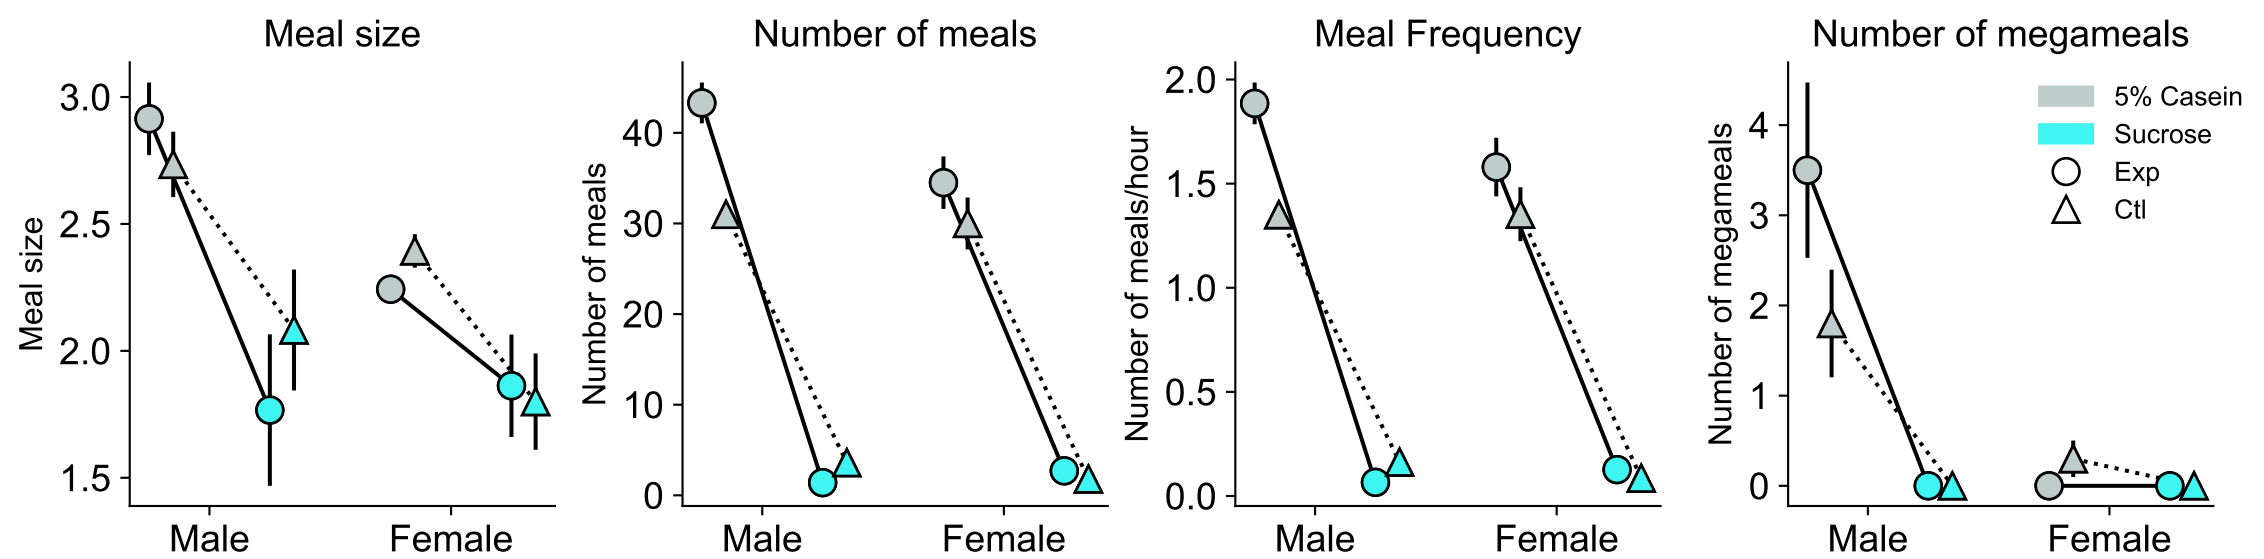 Meal size
Meal size
3.0
2.5
2.0
1.5
Male
Female
Number of meals
Number of meals
40
30
20
10
0
Male
Female
Meal Frequency
Number of meals/hour
2.0
1.5
1.0
0.5
0.0
Male
Female
Number of megameals
Number of megameals
4
3
2
1
0
Male
Female
5% Casein
Sucrose
Exp
Ctl